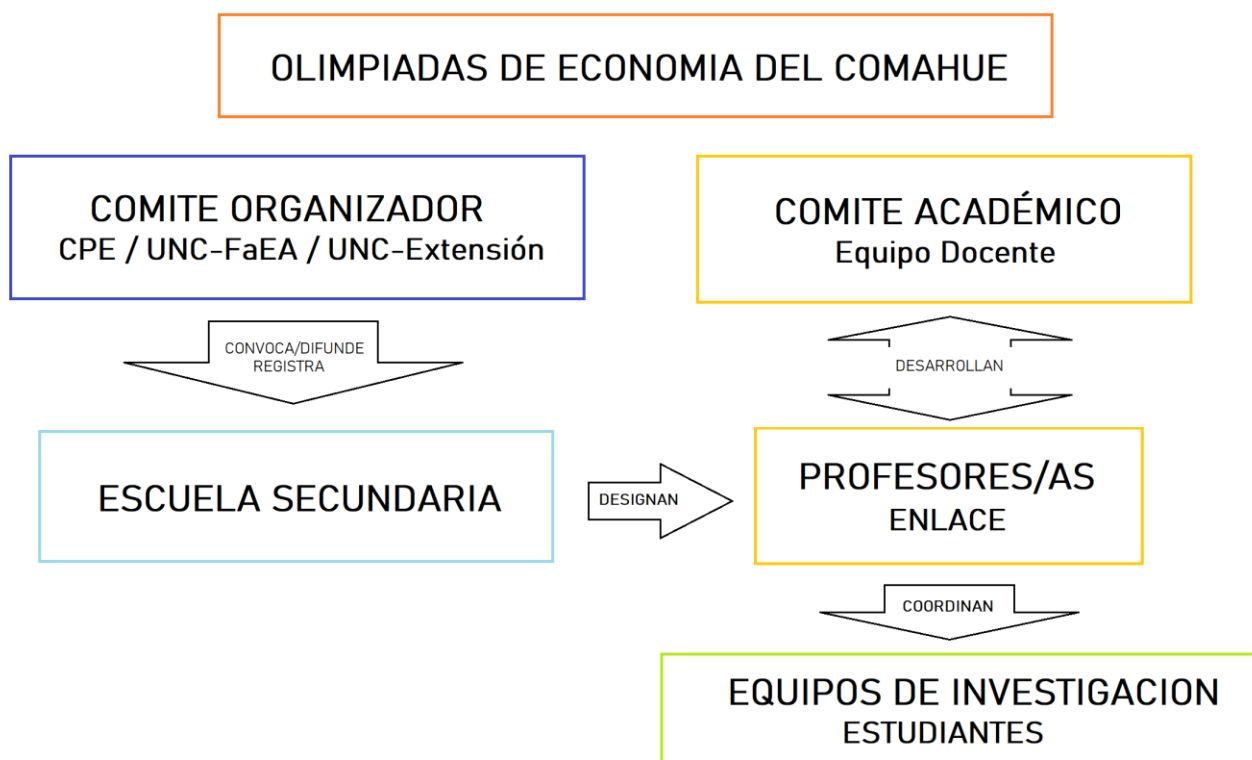 OLIMPIADAS DE ECONOMIA DEL COMAHUE
COMITE ORGANIZADOR
CPE / UNC-FaEA / UNC-Extensión
COMITE ACADÉMICO
Equipo Docente
CONVOCA/DIFUNDE
REGISTRA
DESARROLLAN
ESCUELA SECUNDARIA
DESIGNAN
PROFESORES/AS
ENLACE
COORDINAN
EQUIPOS DE INVESTIGACION
ESTUDIANTES